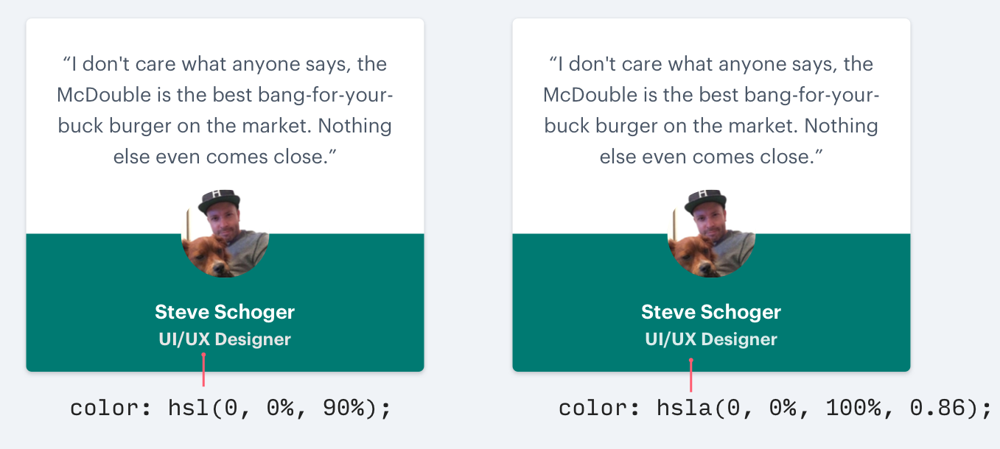 “I don't care what anyone says, the
McDouble is the best bang-for-your-
buck burger on the market. Nothing
else even comes close.”
H
Steve Schoger
UI/UX Designer
color: hsl(0, 0%, 90%);
“I don't care what anyone says, the
McDouble is the best bang-for-your-
buck burger on the market. Nothing
else even comes close.”
H
Steve Schoger
UI/UX Designer
color: hsla(0, 0%, 100%, 0.86);